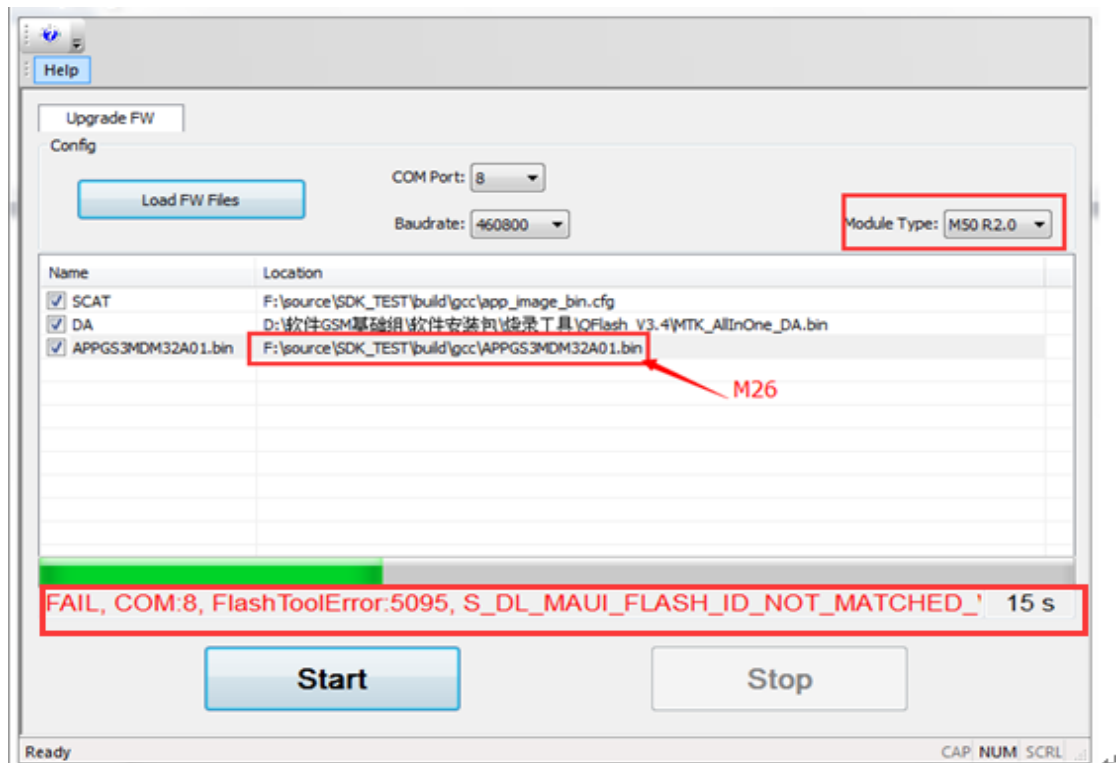 Help
Upgrade FW
Config
Load FW Files
COM Port: 8
Baudrate: 460800
Module Type: M50 R2.0
Name Location
SCAT F:\source\SDK_TEST\build\gcc\app_image_bin.cfg
DA D:\软件GSM基础组\软件安装包\烧录工具\QFlash_V3.4\MTK_AllInOne_DA.bin
APPGS3MDM32A01.bin F:\source\SDK_TEST\build\gcc\APPGS3MDM32A01.bin
M26
FAIL, COM:8, FlashToolError:5095, S_DL_MAUI_FLASH_ID_NOT_MATCHED_ 15 s
Start Stop
Ready CAP NUM SCRL